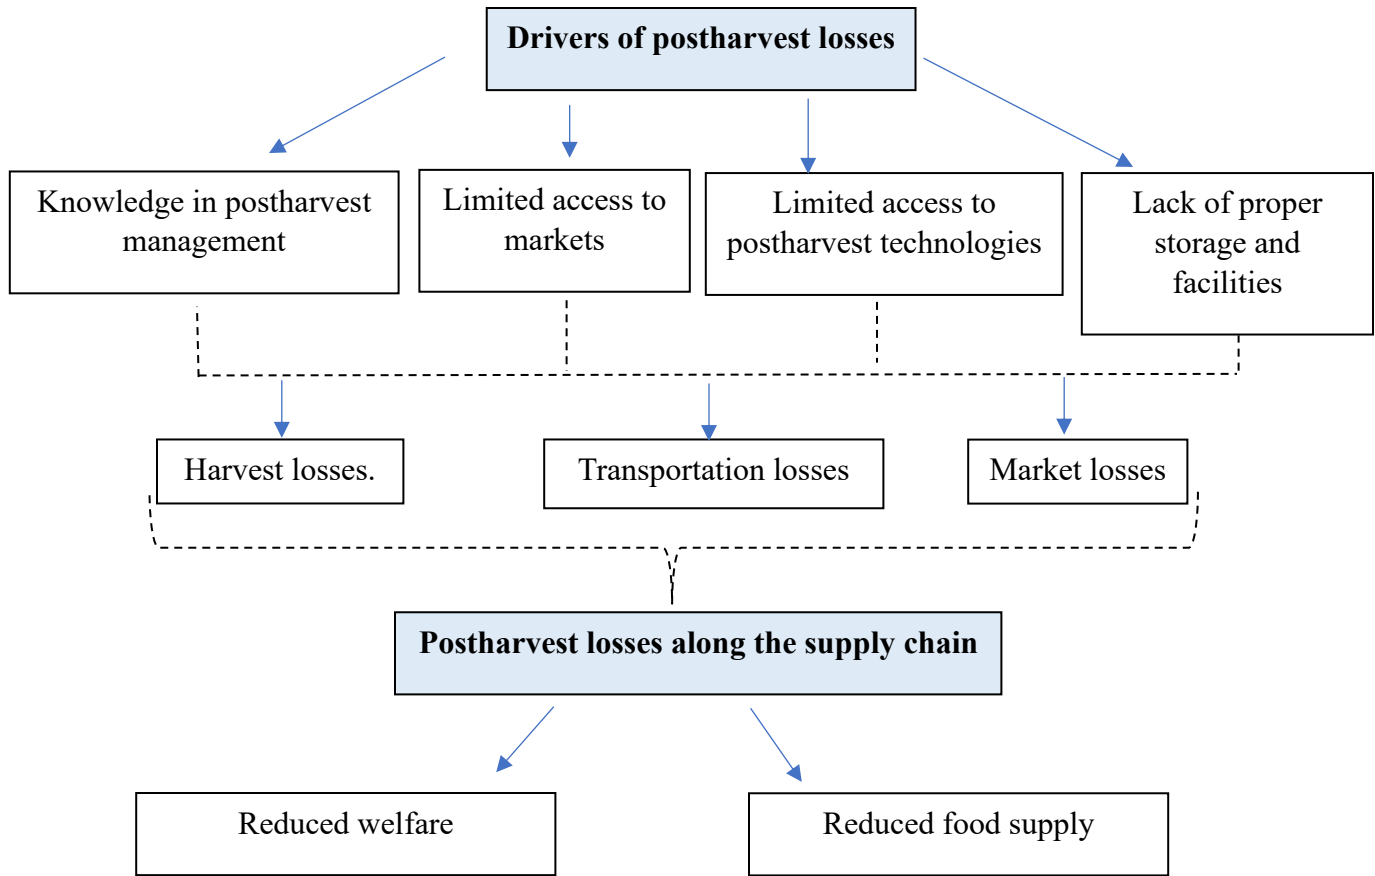 Drivers of postharvest losses
Knowledge in postharvest
management
Limited access to
markets
Limited access to
postharvest technologies
Lack of proper
storage and
facilities
Harvest losses.
Transportation losses
Market losses
Postharvest losses along the supply chain
Reduced welfare
Reduced food supply